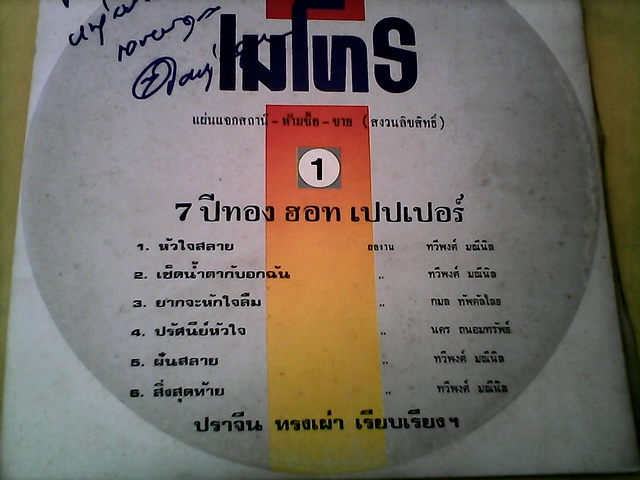 ไมโทร
แผ่นแจกสถานี - ห้ามซื้อ - ขาย (สงวนลิขสิทธิ์)
1
7 ปีทอง ฮอท เปปเปอร์
1. หัวใจสลาย ผลงาน ทวีพงศ์ มณีนิล
2. เช็ดน้ำตากับอกฉัน ,, ทวีพงศ์ มณีนิล
3. ยากจะหักใจลืม ,, กมล ทัพคัลไลย
4. ปรัศนีย์หัวใจ ,, นคร ถนอมทรัพย์
5. ผันสลาย ,, ทวีพงศ์ มณีนิล
6. สิ่งสุดท้าย ,, ทวีพงศ์ มณีนิล
ปราจีน ทรงเผ่า เรียบเรียงฯ